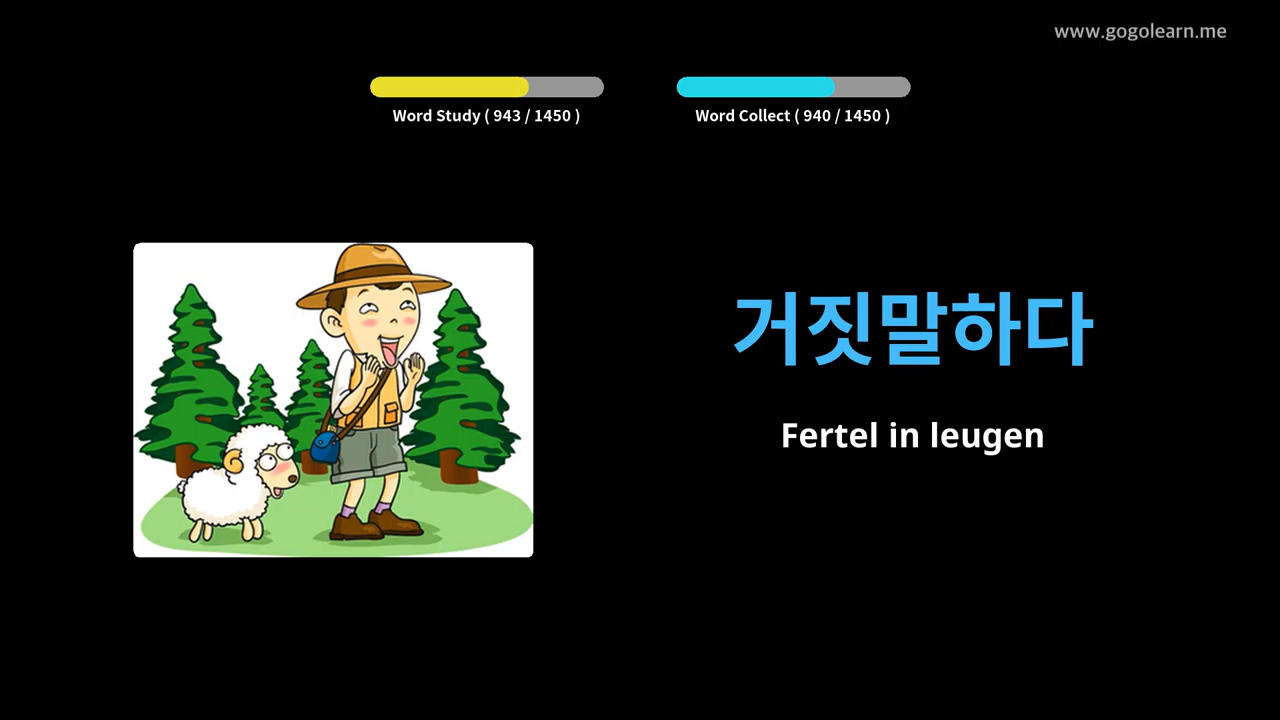 www.gogolearn.me
Word Study ( 943 / 1450 )
Word Collect ( 940 / 1450 )
거짓말하다
Fertel in leugen